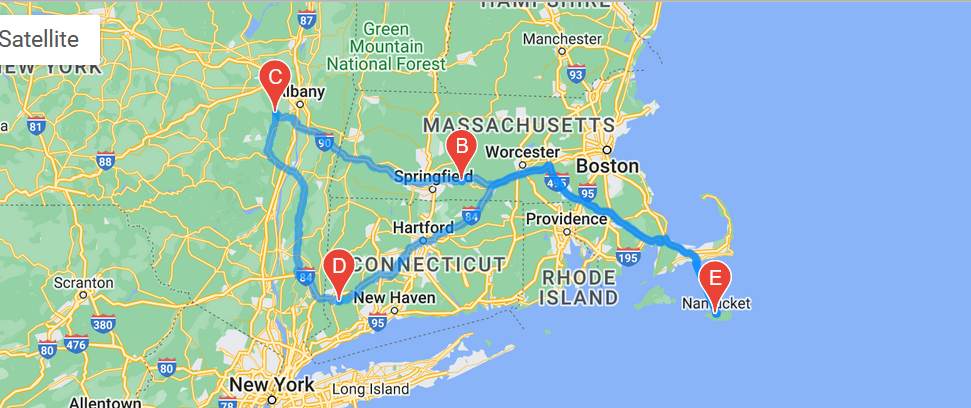 HAMPSHIRE
87
Satellite
Green
Mountain
National Forest
Manchester
NEW YORK
93
C
Albany
81
MASSACHUSETTS
90
88
B
Worcester
Boston
Springfield
495
95
84
Providence
Hartford
D
CONNECTICUT
195
E
84
RHODE
ISLAND
Scranton
New Haven
Nantucket
95
380
80
476
80
New York
Long Island
Allentown
78